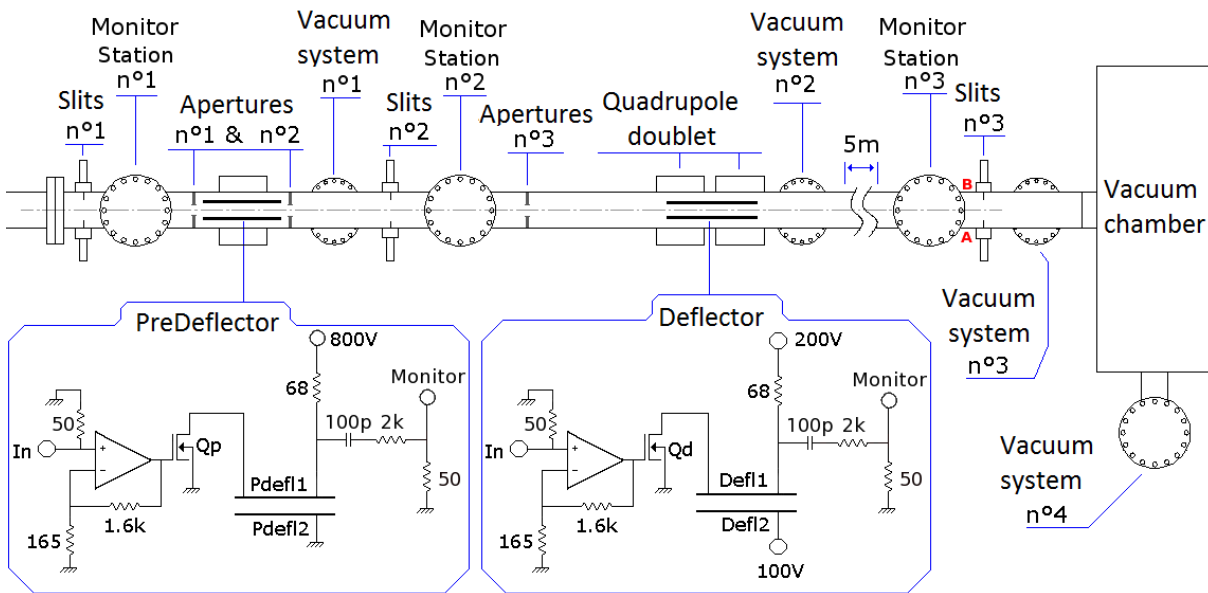 Monitor
Station
n°1
Vacuum
system
n°1
Monitor
Station
n°2
Vacuum
system
n°2
Monitor
Station
n°3
Slits
n°1
Apertures
n°1 & n°2
Slits
n°2
Apertures
n°3
Quadrupole
doublet
5m
Slits
n°3
B
A
Vacuum
chamber
Vacuum
system
n°3
Vacuum
system
n°4
PreDeflector
800V
68
Monitor
50
100p 2k
In
+
−
Qp
50
Pdefl1
Pdefl2
1.6k
165
Deflector
200V
68
Monitor
50
100p 2k
In
+
−
Qd
50
Defl1
Defl2
1.6k
165
100V